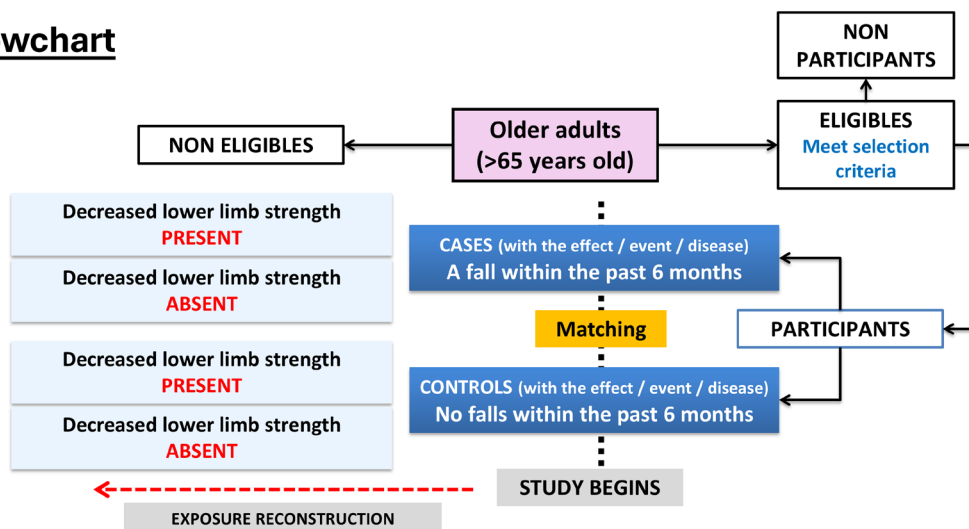 wchart
NON
PARTICIPANTS
NON ELIGIBLES
Older adults
(>65 years old)
ELIGIBLES
Meet selection
criteria
Decreased lower limb strength
PRESENT
Decreased lower limb strength
ABSENT
CASES (with the effect / event / disease)
A fall within the past 6 months
Matching
PARTICIPANTS
Decreased lower limb strength
PRESENT
Decreased lower limb strength
ABSENT
CONTROLS (with the effect / event / disease)
No falls within the past 6 months
STUDY BEGINS
EXPOSURE RECONSTRUCTION